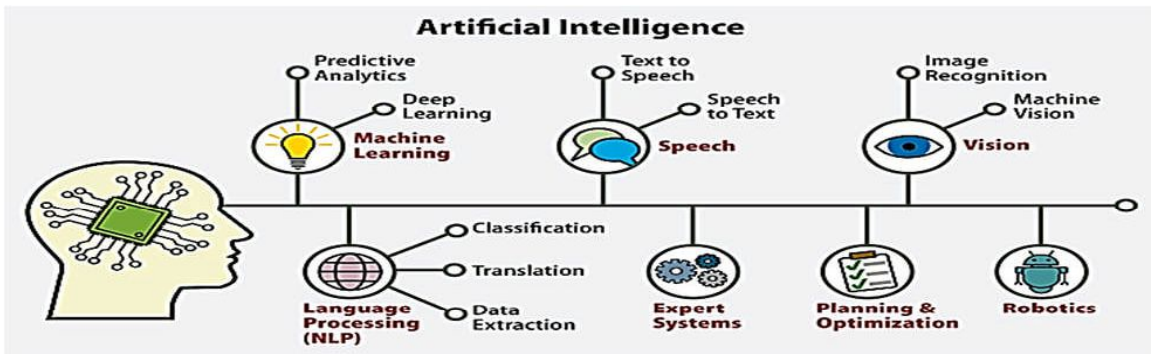 Artificial Intelligence
Predictive
Analytics
Deep
Learning
Machine
Learning
Text to
Speech
Speech
to Text
Speech
Image
Recognition
Machine
Vision
Vision
Classification
Translation
Data
Extraction
Language
Processing
(NLP)
Expert
Systems
Planning &
Optimization
Robotics